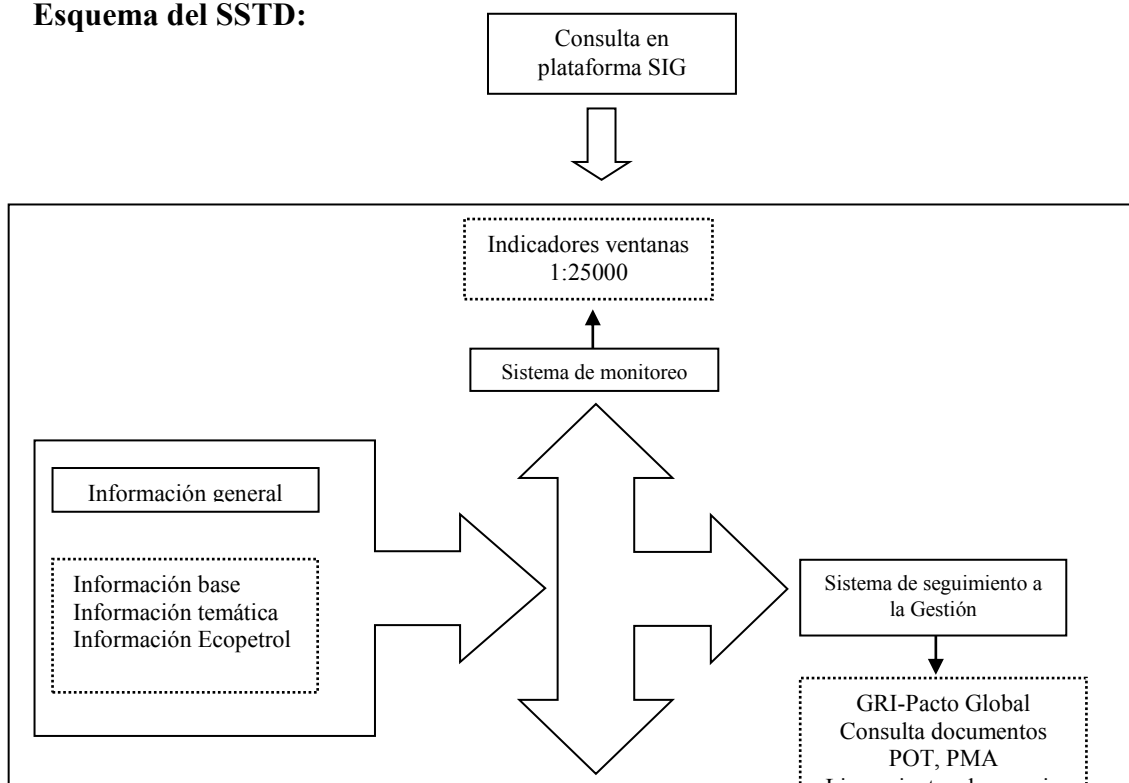 Esquema del SSTD:
Consulta en
plataforma SIG
Indicadores ventanas
1:25000
Sistema de monitoreo
Información general
Información base
Información temática
Información Ecopetrol
Sistema de seguimiento a
la Gestión
GRI-Pacto Global
Consulta documentos
POT, PMA